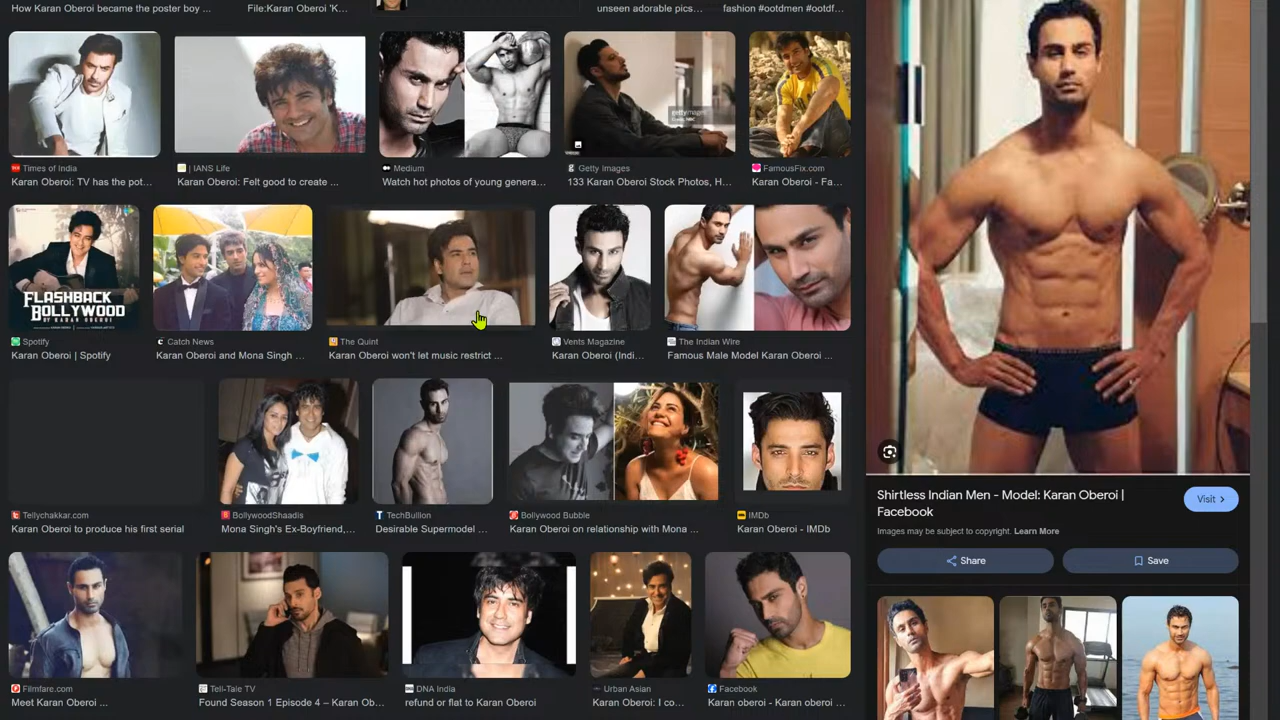 How Karan Oberoi became the poster boy ...
File:Karan Oberoi 'K...
unseen adorable pics...
fashion #ootdmen #ootdf...
gettyimages
Times of India
Karan Oberoi: TV has the pot...
| IANS Life
Karan Oberoi: Felt good to create ...
Medium
Watch hot photos of young genera...
Getty Images
133 Karan Oberoi Stock Photos, H...
FamousFix.com
Karan Oberoi - Fa...
FLASHBACK
BOLLYWOOD
BY KARAN OBEROI
Spotify
Karan Oberoi | Spotify
Catch News
Karan Oberoi and Mona Singh ...
The Quint
Karan Oberoi won't let music restrict ...
Vents Magazine
Karan Oberoi (Indi...
The Indian Wire
Famous Male Model Karan Oberoi ...
Tellychakkar.com
Karan Oberoi to produce his first serial
BollywoodShaadis
Mona Singh's Ex-Boyfriend,...
TechBullion
Desirable Supermodel ...
Bollywood Bubble
Karan Oberoi on relationship with Mona ...
IMDb
Karan Oberoi - IMDb
Filmfare.com
Meet Karan Oberoi ...
Tell-Tale TV
Found Season 1 Episode 4 – Karan Ob...
DNA India
refund or flat to Karan Oberoi
Urban Asian
Karan Oberoi: I co...
Facebook
Karan oberoi - Karan oberoi ...
Shirtless Indian Men - Model: Karan Oberoi |
Facebook
Visit
Images may be subject to copyright. Learn More
Share
Save